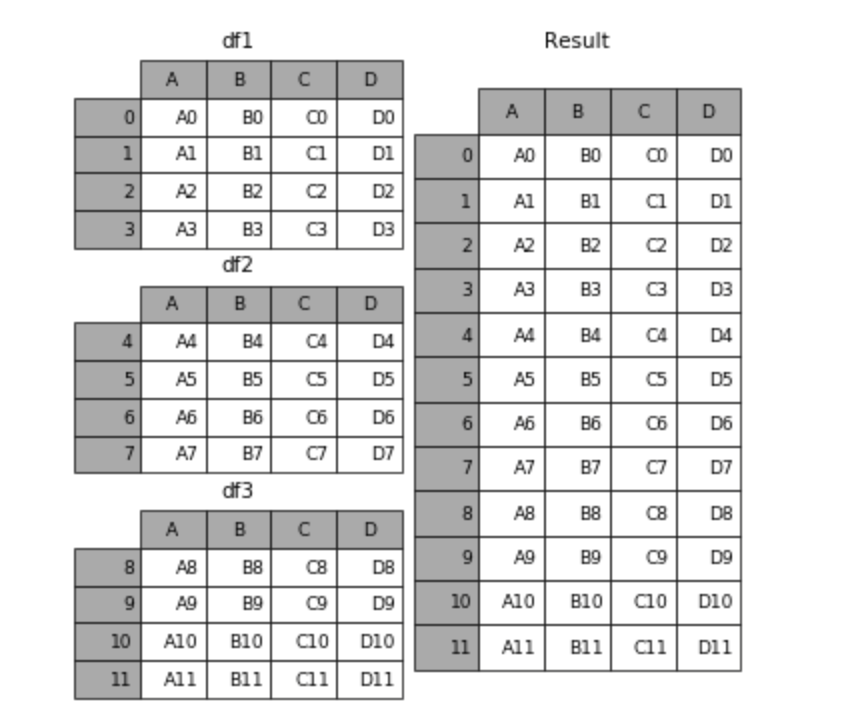 df1
A B C D
0 A0 B0 C0 D0
1 A1 B1 C1 D1
2 A2 B2 C2 D2
3 A3 B3 C3 D3
df2
A B C D
4 A4 B4 C4 D4
5 A5 B5 C5 D5
6 A6 B6 C6 D6
7 A7 B7 C7 D7
df3
A B C D
8 A8 B8 C8 D8
9 A9 B9 C9 D9
10 A10 B10 C10 D10
11 A11 B11 C11 D11
Result
A B C D
0 A0 B0 C0 D0
1 A1 B1 C1 D1
2 A2 B2 C2 D2
3 A3 B3 C3 D3
4 A4 B4 C4 D4
5 A5 B5 C5 D5
6 A6 B6 C6 D6
7 A7 B7 C7 D7
8 A8 B8 C8 D8
9 A9 B9 C9 D9
10 A10 B10 C10 D10
11 A11 B11 C11 D11